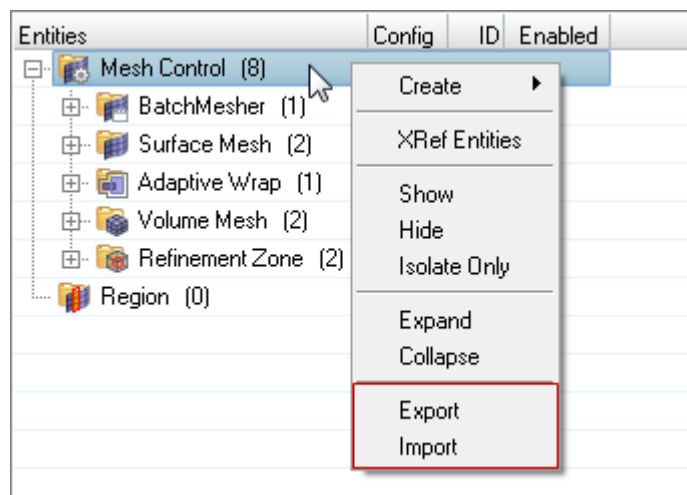 Entities Config ID Enabled
Mesh Control (8)
BatchMesher (1)
Surface Mesh (2)
Adaptive Wrap (1)
Volume Mesh (2)
Refinement Zone (2)
Region (0)
Create
XRef Entities
Show
Hide
Isolate Only
Expand
Collapse
Export
Import